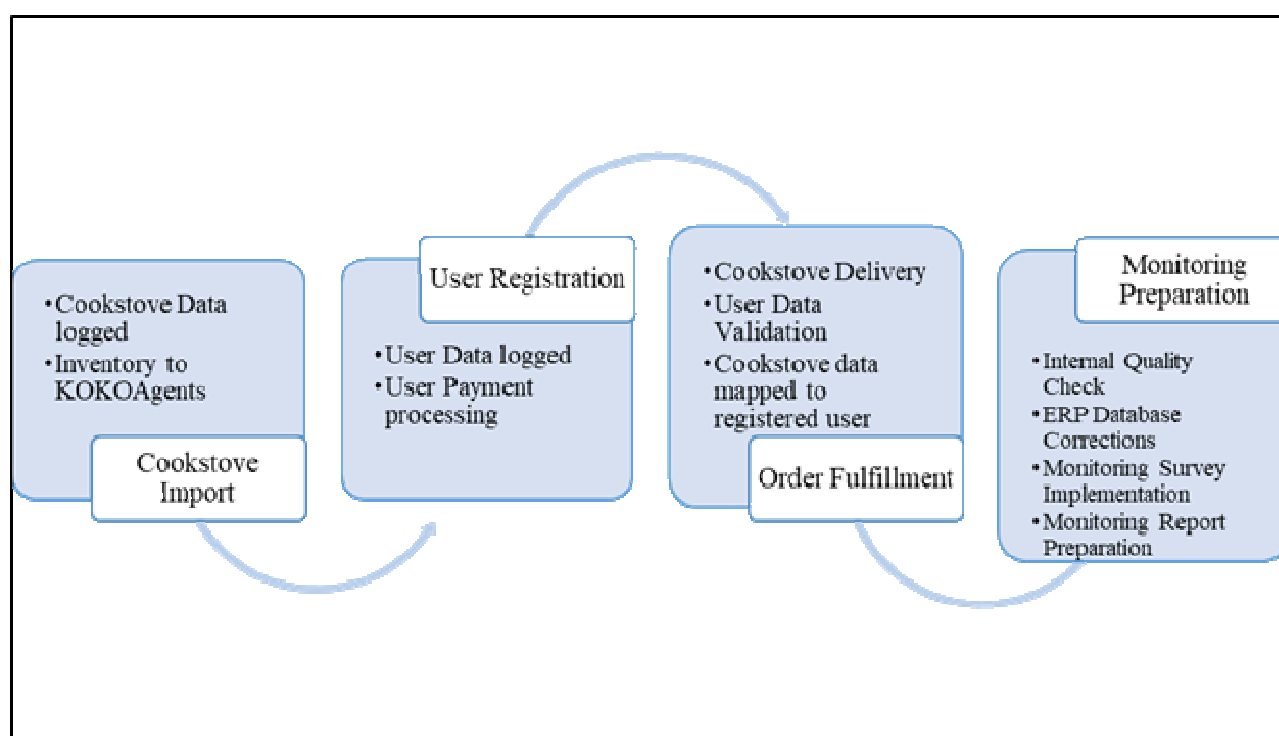 •Cookstove Data
logged
•Inventory to
KOKOAgents
Cookstove
Import
User Registration
•User Data logged
•User Payment
processing
•Cookstove Delivery
•User Data
Validation
•Cookstove data
mapped to
registered user
Order Fulfillment
Monitoring
Preparation
•Internal Quality
Check
•ERP Database
Corrections
•Monitoring Survey
Implementation
•Monitoring Report
Preparation